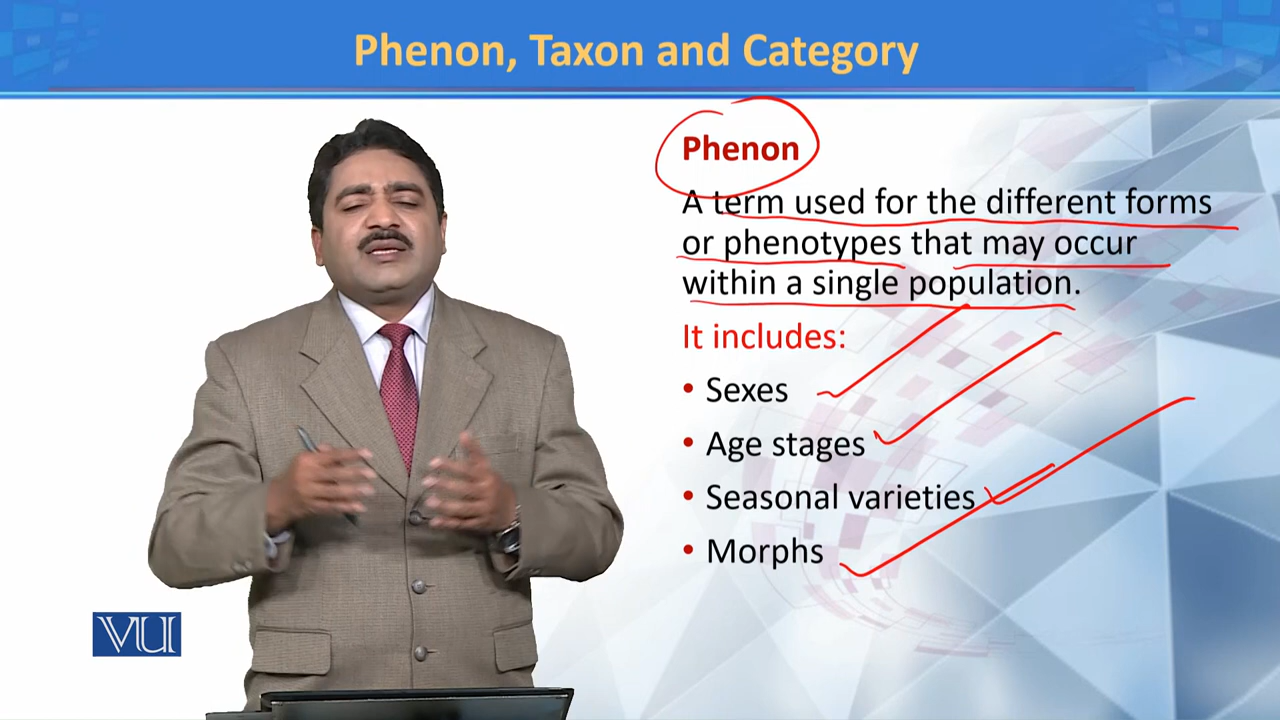 Phenon, Taxon and Category
Phenon
A term used for the different forms
or phenotypes that may occur
within a single population.
It includes:
• Sexes
• Age stages
• Seasonal varieties
• Morphs
VU